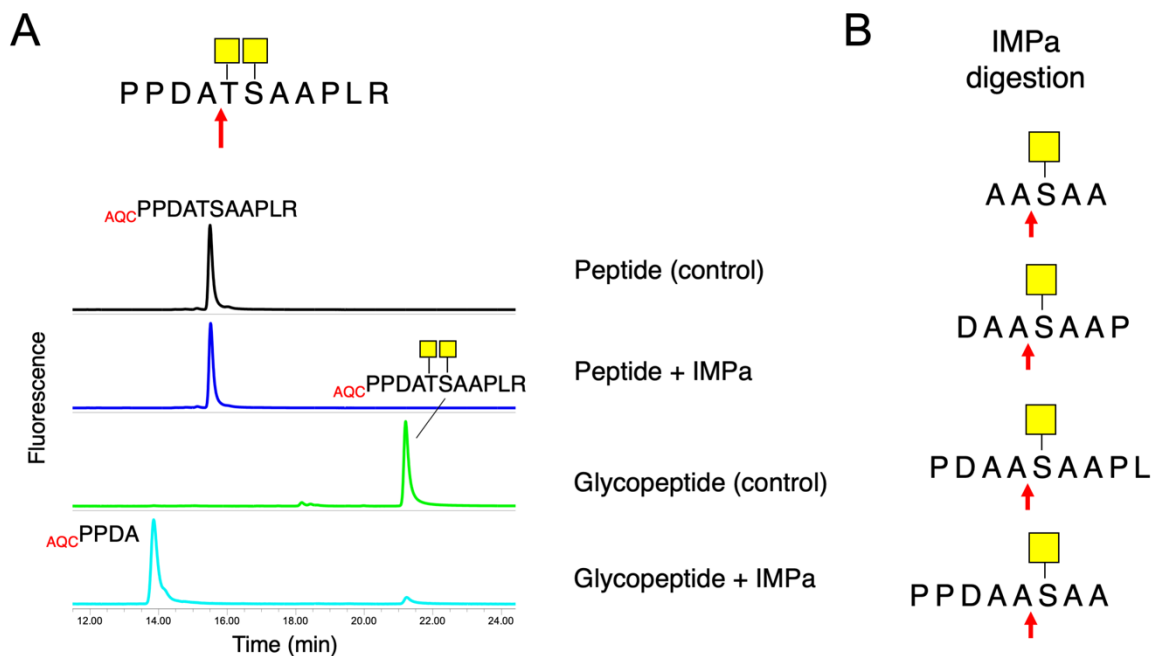 A
PPDATSAAPLR
AQCPPDATSAAPLR
Peptide (control)
Peptide + IMPa
AQCPPDATSAAPLR
Glycopeptide (control)
AQCPPDA
Glycopeptide + IMPa
Fluorescence
12.00 14.00 16.00 18.00 20.00 22.00 24.00
Time (min)
B
IMPa
digestion
AASAA
DAASAAP
PDAASAAPL
PPDAASAA